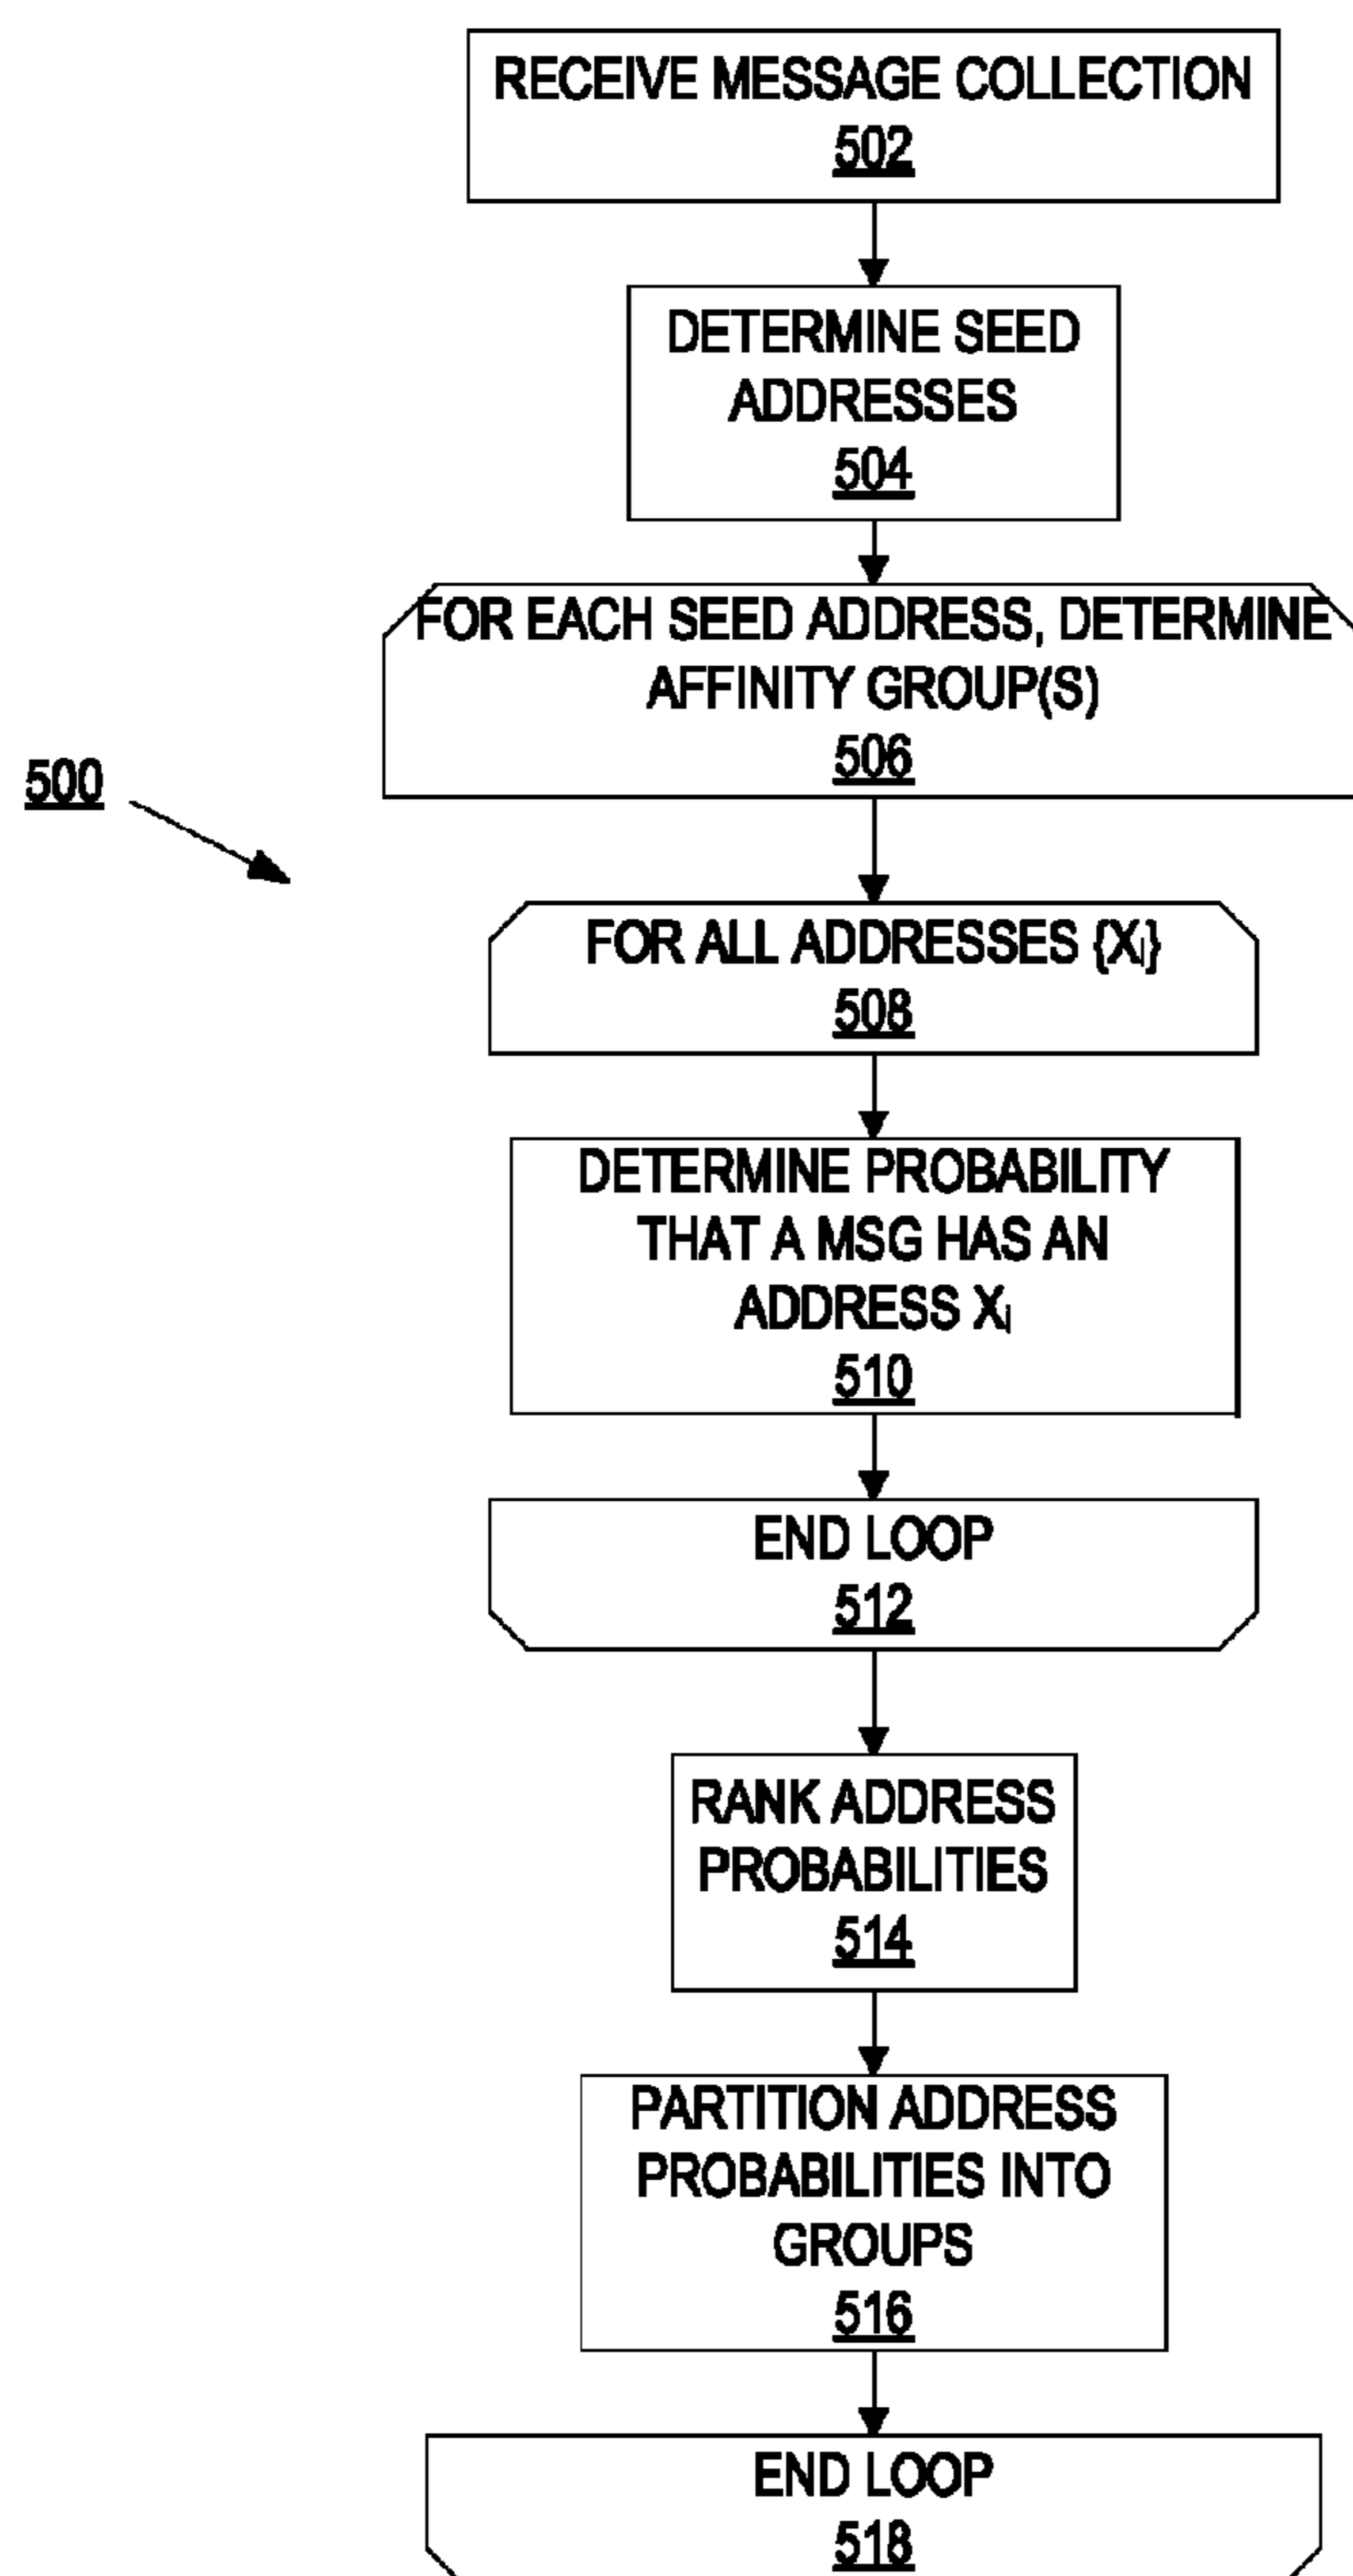 RECEIVE MESSAGE COLLECTION
502
DETERMINE SEED
ADDRESSES
504
FOR EACH SEED ADDRESS, DETERMINE
AFFINITY GROUP(S)
506
500
FOR ALL ADDRESSES {Xj}
508
DETERMINE PROBABILITY
THAT A MSG HAS AN
ADDRESS Xj
510
END LOOP
512
RANK ADDRESS
PROBABILITIES
514
PARTITION ADDRESS
PROBABILITIES INTO
GROUPS
516
END LOOP
518